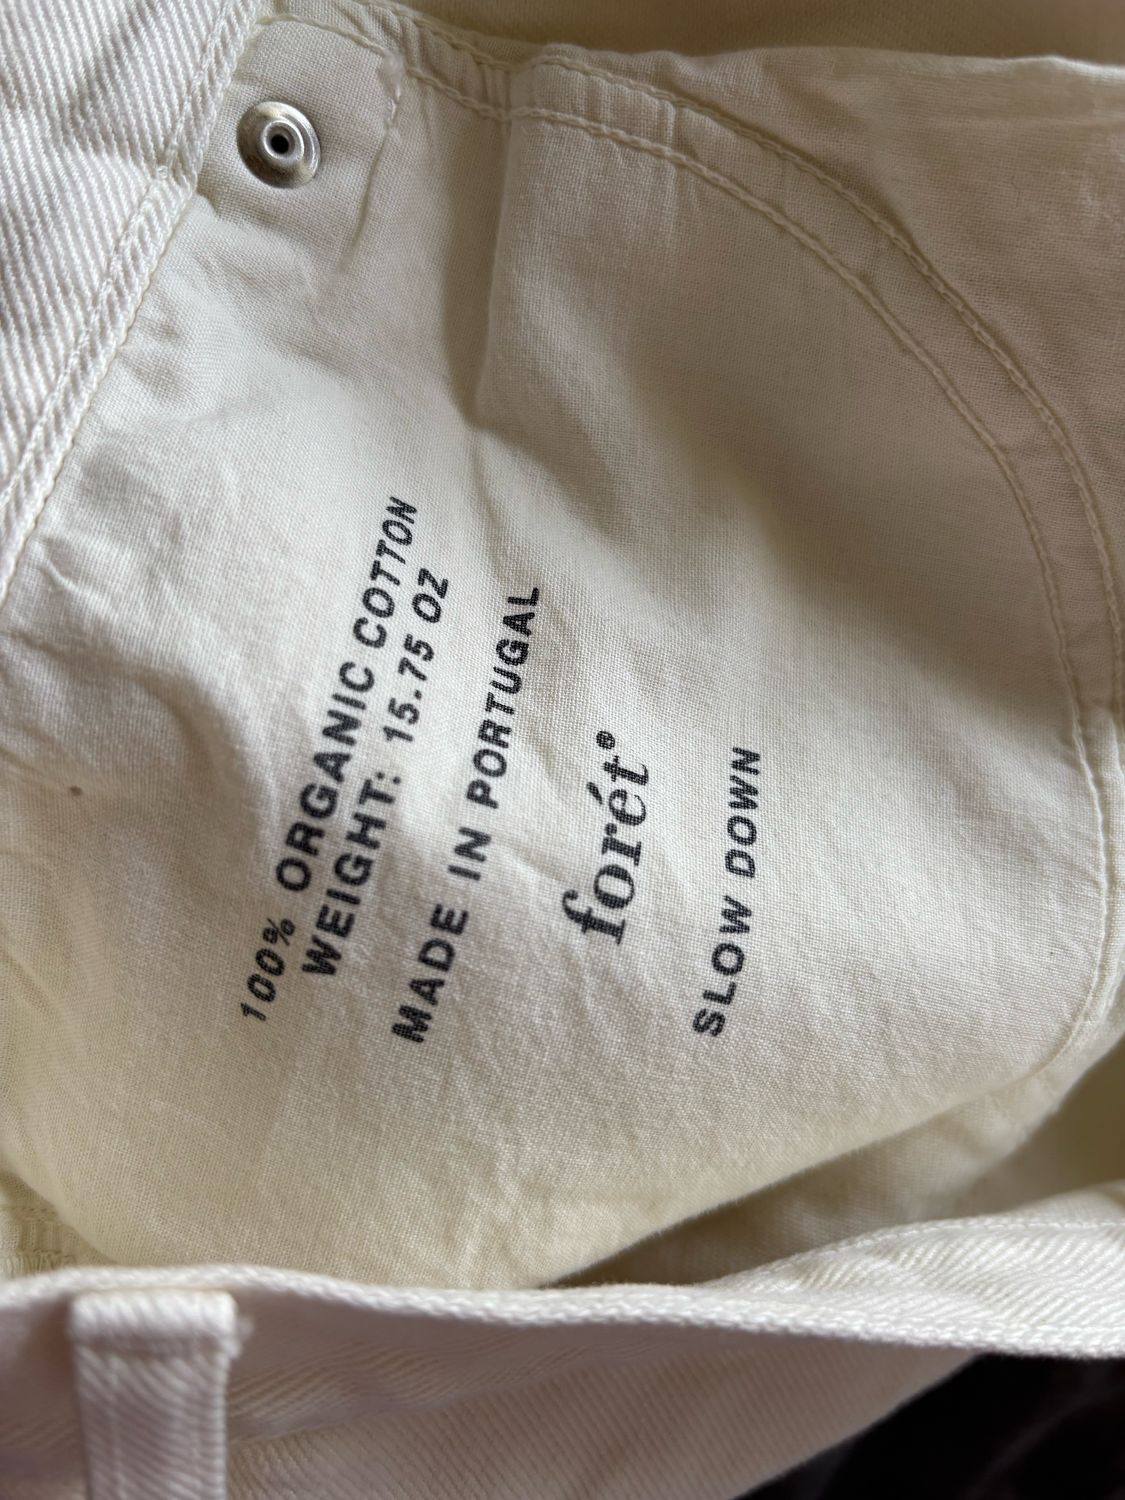 100% ORGANIC COTTON
WEIGHT: 15.75 OZ
MADE IN PORTUGAL
forét®
SLOW DOWN